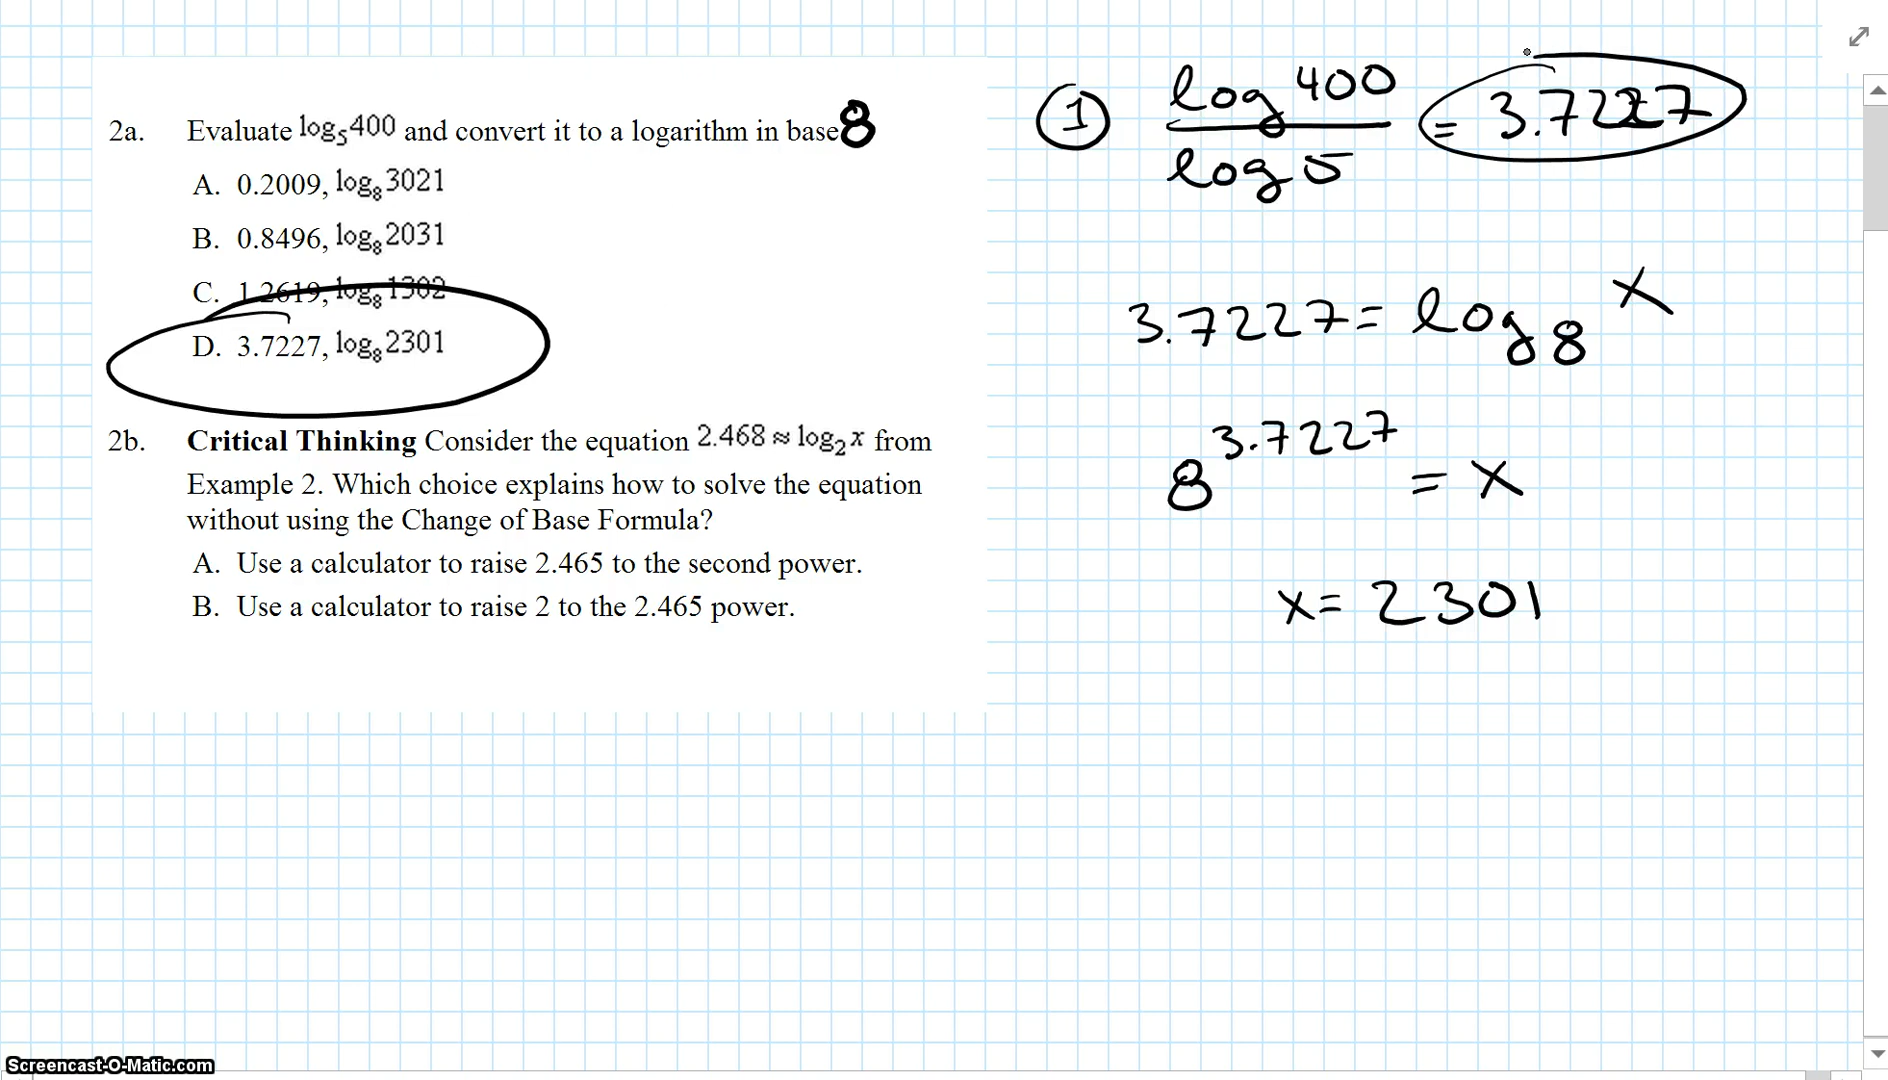 2a. Evaluate log₅400 and convert it to a logarithm in base 8
A. 0.2009, log₈3021
B. 0.8496, log₈2031
C. 1.2619, log₈1302
D. 3.7227, log₈2301
2b. Critical Thinking Consider the equation 2.468 ≈ log₂x from
Example 2. Which choice explains how to solve the equation
without using the Change of Base Formula?
A. Use a calculator to raise 2.465 to the second power.
B. Use a calculator to raise 2 to the 2.465 power.
① log 400 / log 5 = 3.7227
3.7227 = log₈ x
8^3.7227 = x
x = 2301
Screencast-O-Matic.com